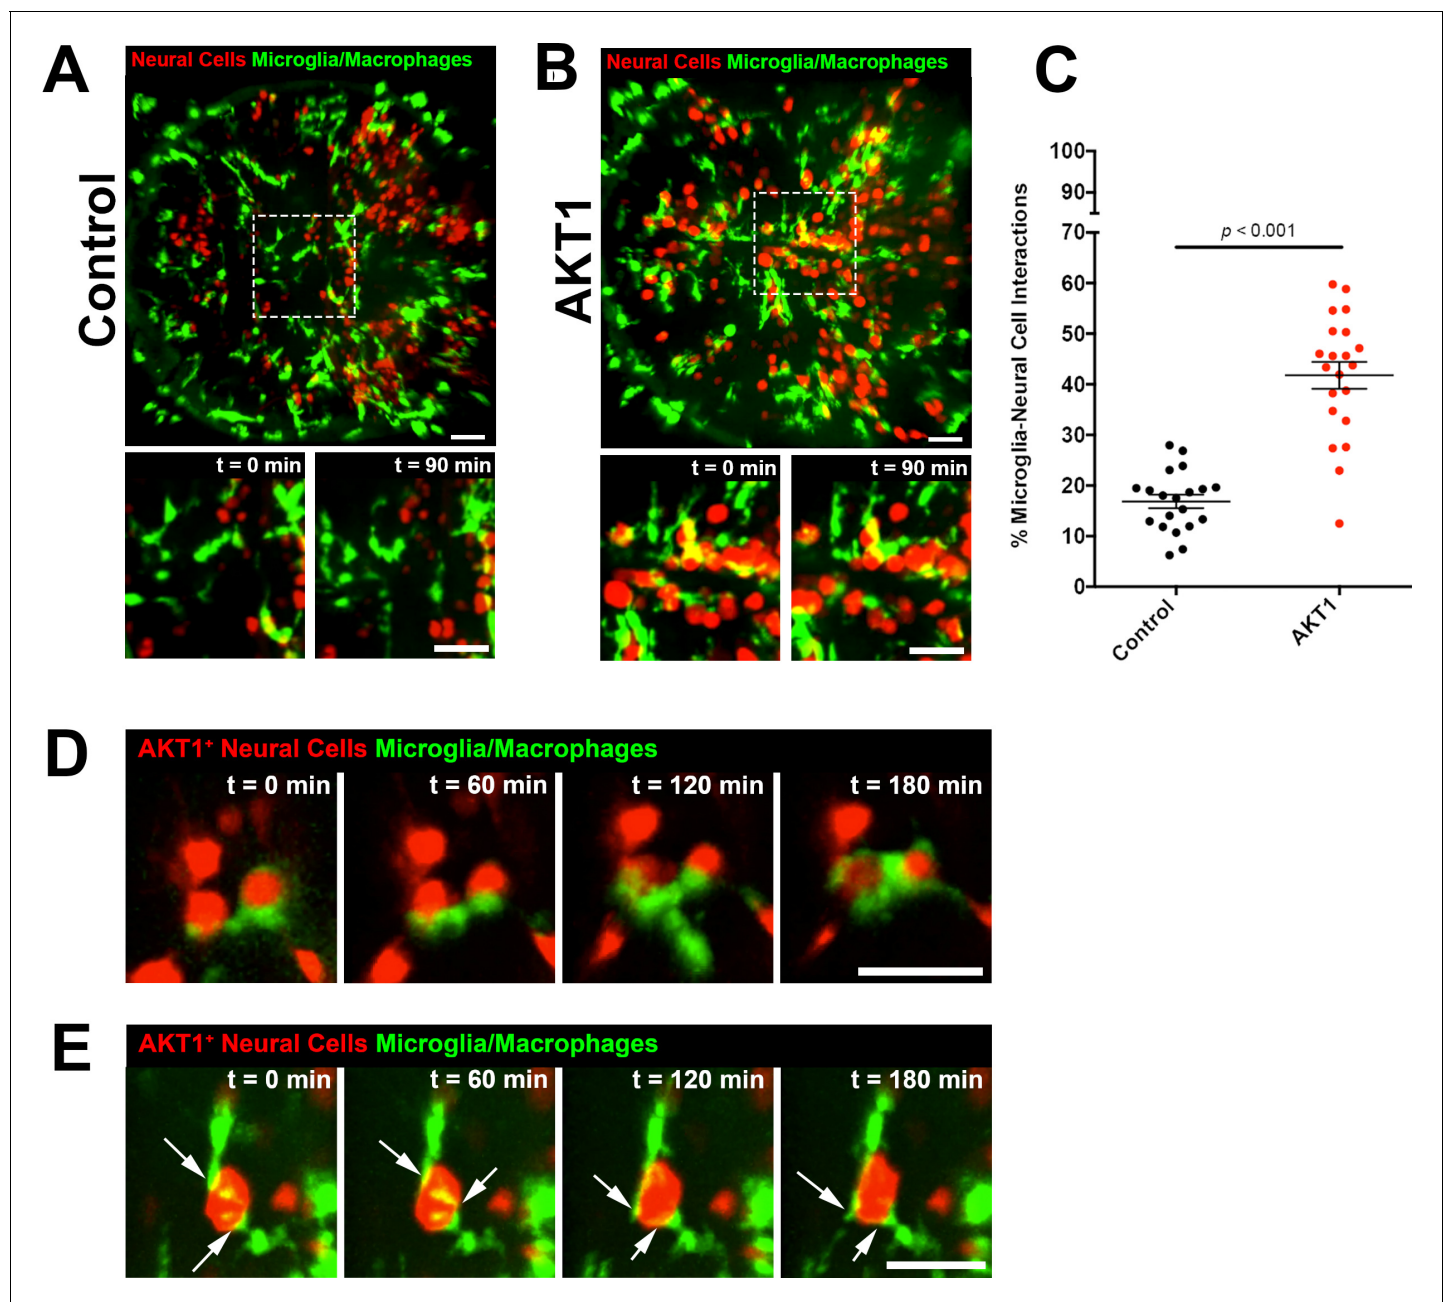 A
Neural Cells Microglia/Macrophages
Control
t = 0 min
t = 90 min
B
Neural Cells Microglia/Macrophages
AKT1
t = 0 min
t = 90 min
C
% Microglia-Neural Cell Interactions
100
90
70
60
50
40
30
20
10
0
p < 0.001
Control
AKT1
D
AKT1⁺ Neural Cells Microglia/Macrophages
t = 0 min
t = 60 min
t = 120 min
t = 180 min
E
AKT1⁺ Neural Cells Microglia/Macrophages
t = 0 min
t = 60 min
t = 120 min
t = 180 min